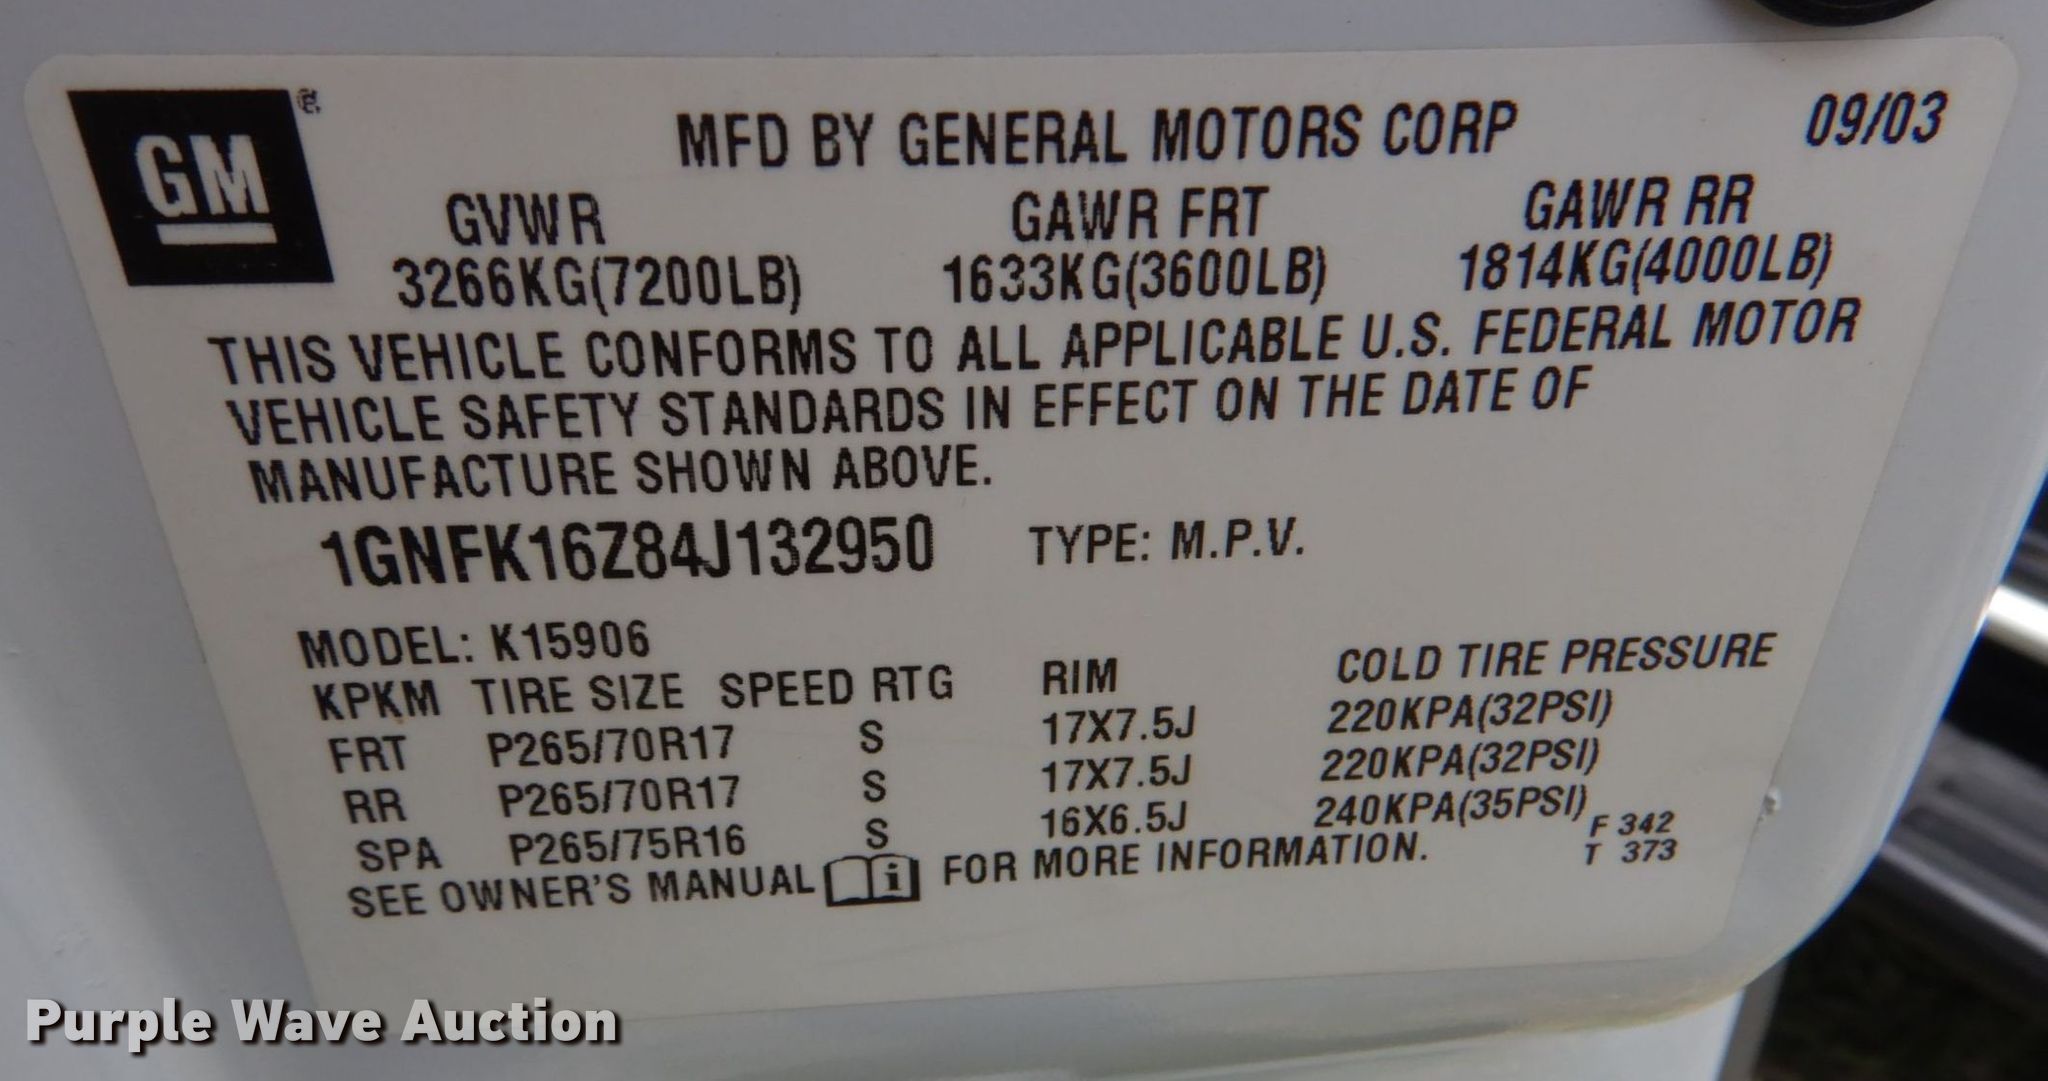 GM
MFD BY GENERAL MOTORS CORP 09/03
GVWR GAWR FRT GAWR RR
3266KG(7200LB) 1633KG(3600LB) 1814KG(4000LB)
THIS VEHICLE CONFORMS TO ALL APPLICABLE U.S. FEDERAL MOTOR
VEHICLE SAFETY STANDARDS IN EFFECT ON THE DATE OF
MANUFACTURE SHOWN ABOVE.
1GNFK16Z84J132950 TYPE: M.P.V.
MODEL: K15906
KPKM TIRE SIZE SPEED RTG RIM COLD TIRE PRESSURE
FRT P265/70R17 S 17X7.5J 220KPA(32PSI)
RR P265/70R17 S 17X7.5J 220KPA(32PSI)
SPA P265/75R16 S 16X6.5J 240KPA(35PSI)
SEE OWNER'S MANUAL i FOR MORE INFORMATION.
F 342
T 373
Purple Wave Auction